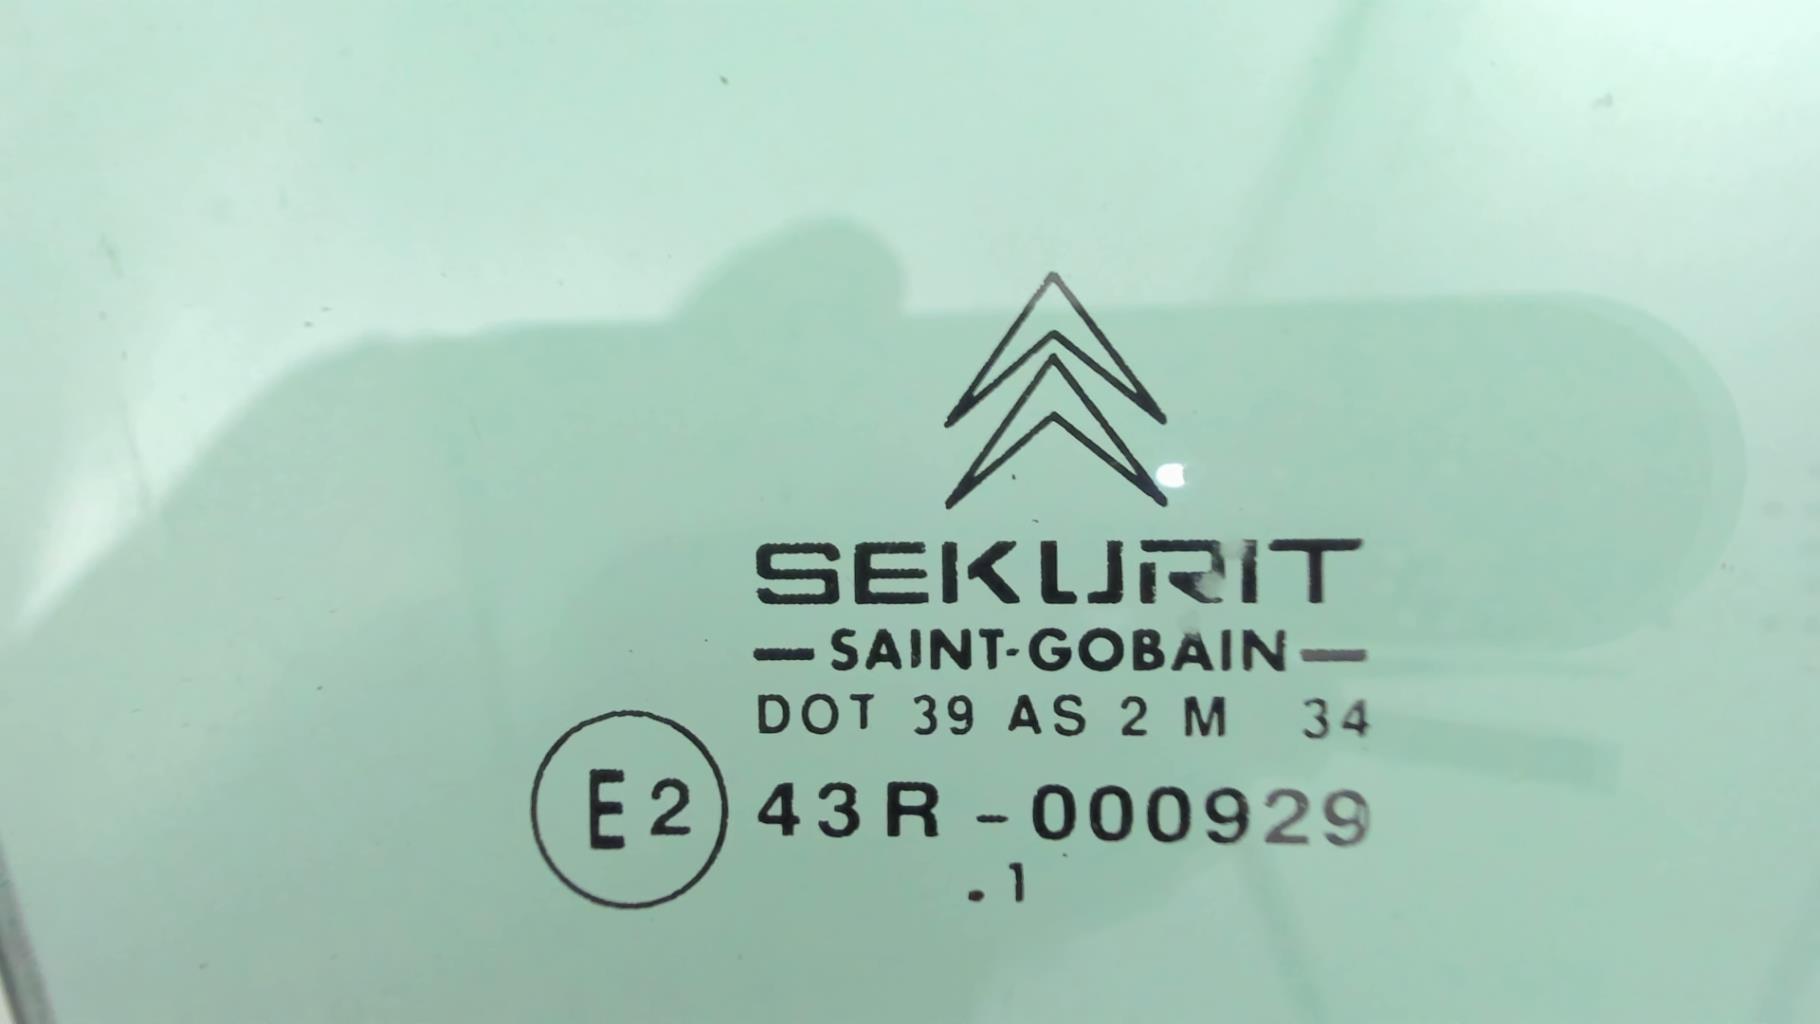 SEKURIT
SAINT-GOBAIN
DOT 39 AS 2 M 34
E2 43R-000929
.1